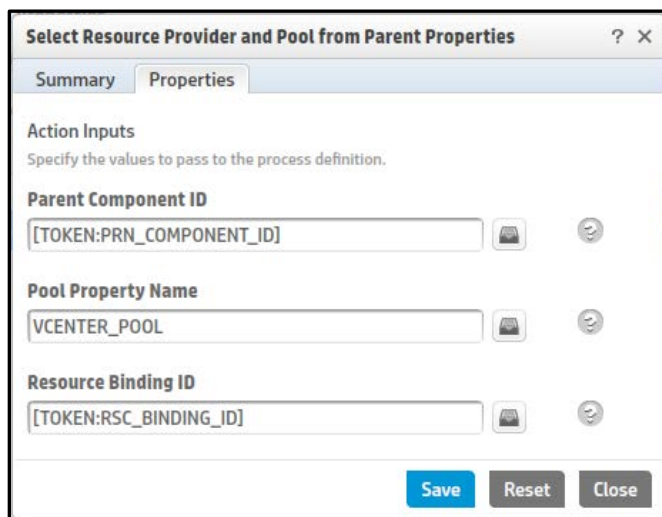 Select Resource Provider and Pool from Parent Properties ? ×
Summary Properties
Action Inputs
Specify the values to pass to the process definition.
Parent Component ID
[TOKEN:PRN_COMPONENT_ID] ?
Pool Property Name
VCENTER_POOL ?
Resource Binding ID
[TOKEN:RSC_BINDING_ID] ?
Save Reset Close